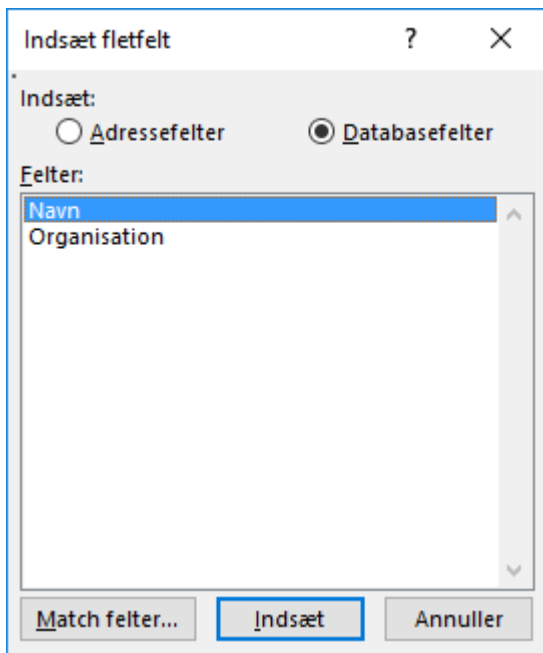 Indsæt fletfelt ?
Indsæt:
Adressefelter Databasefelter
Felter:
Navn
Organisation
Match felter... Indsæt Annuller